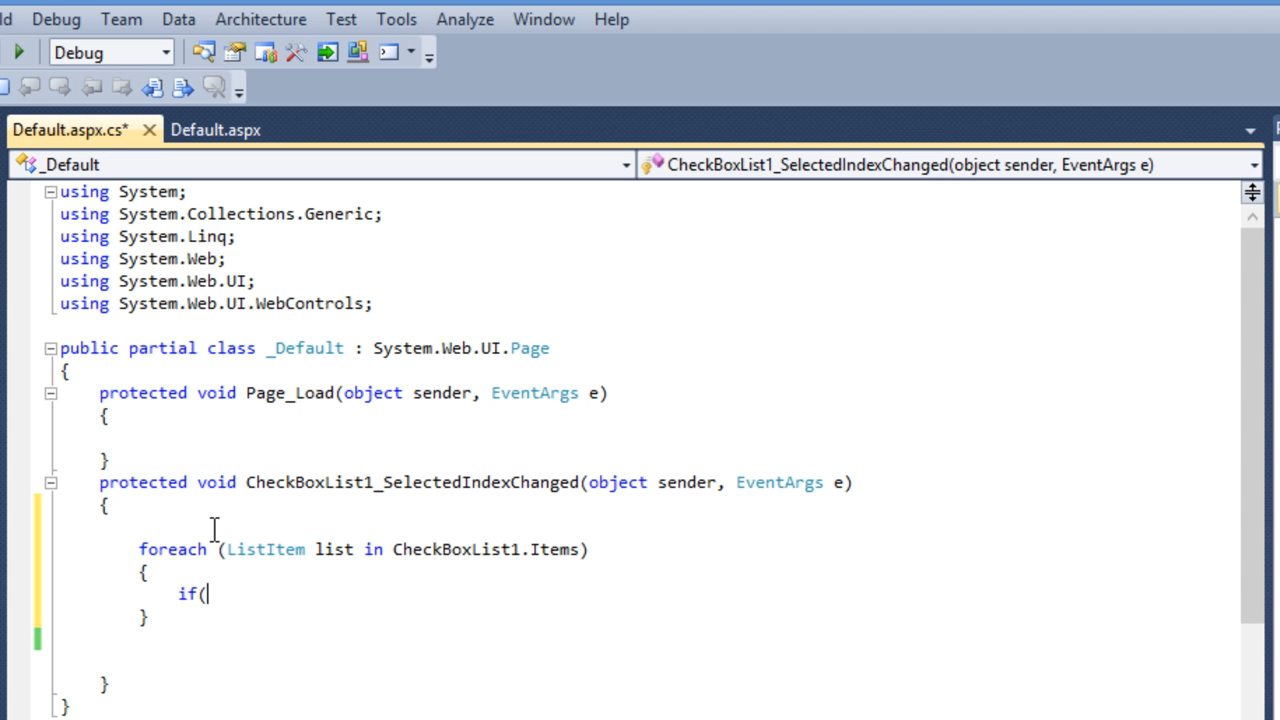 Debug Team Data Architecture Test Tools Analyze Window Help
Debug
Default.aspx.cs* Default.aspx
_Default CheckBoxList1_SelectedIndexChanged(object sender, EventArgs e)
using System;
using System.Collections.Generic;
using System.Linq;
using System.Web;
using System.Web.UI;
using System.Web.UI.WebControls;
public partial class _Default : System.Web.UI.Page
{
protected void Page_Load(object sender, EventArgs e)
{
}
protected void CheckBoxList1_SelectedIndexChanged(object sender, EventArgs e)
{
foreach (ListItem list in CheckBoxList1.Items)
{
if(
}
}
}